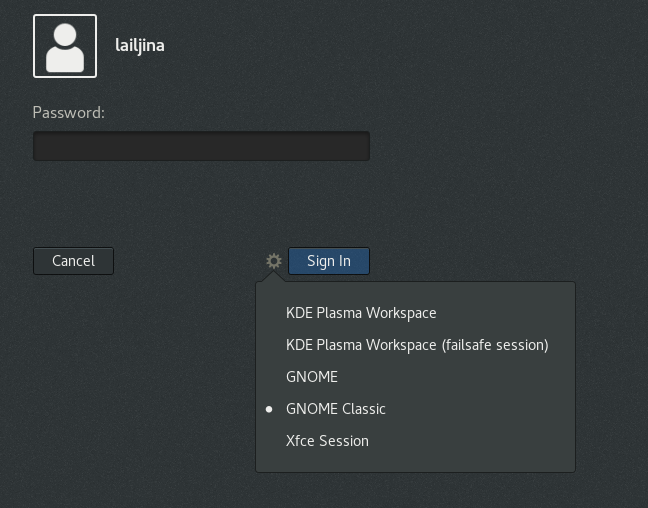 lailjina
Password:
Cancel
Sign In
KDE Plasma Workspace
KDE Plasma Workspace (failsafe session)
GNOME
GNOME Classic
Xfce Session